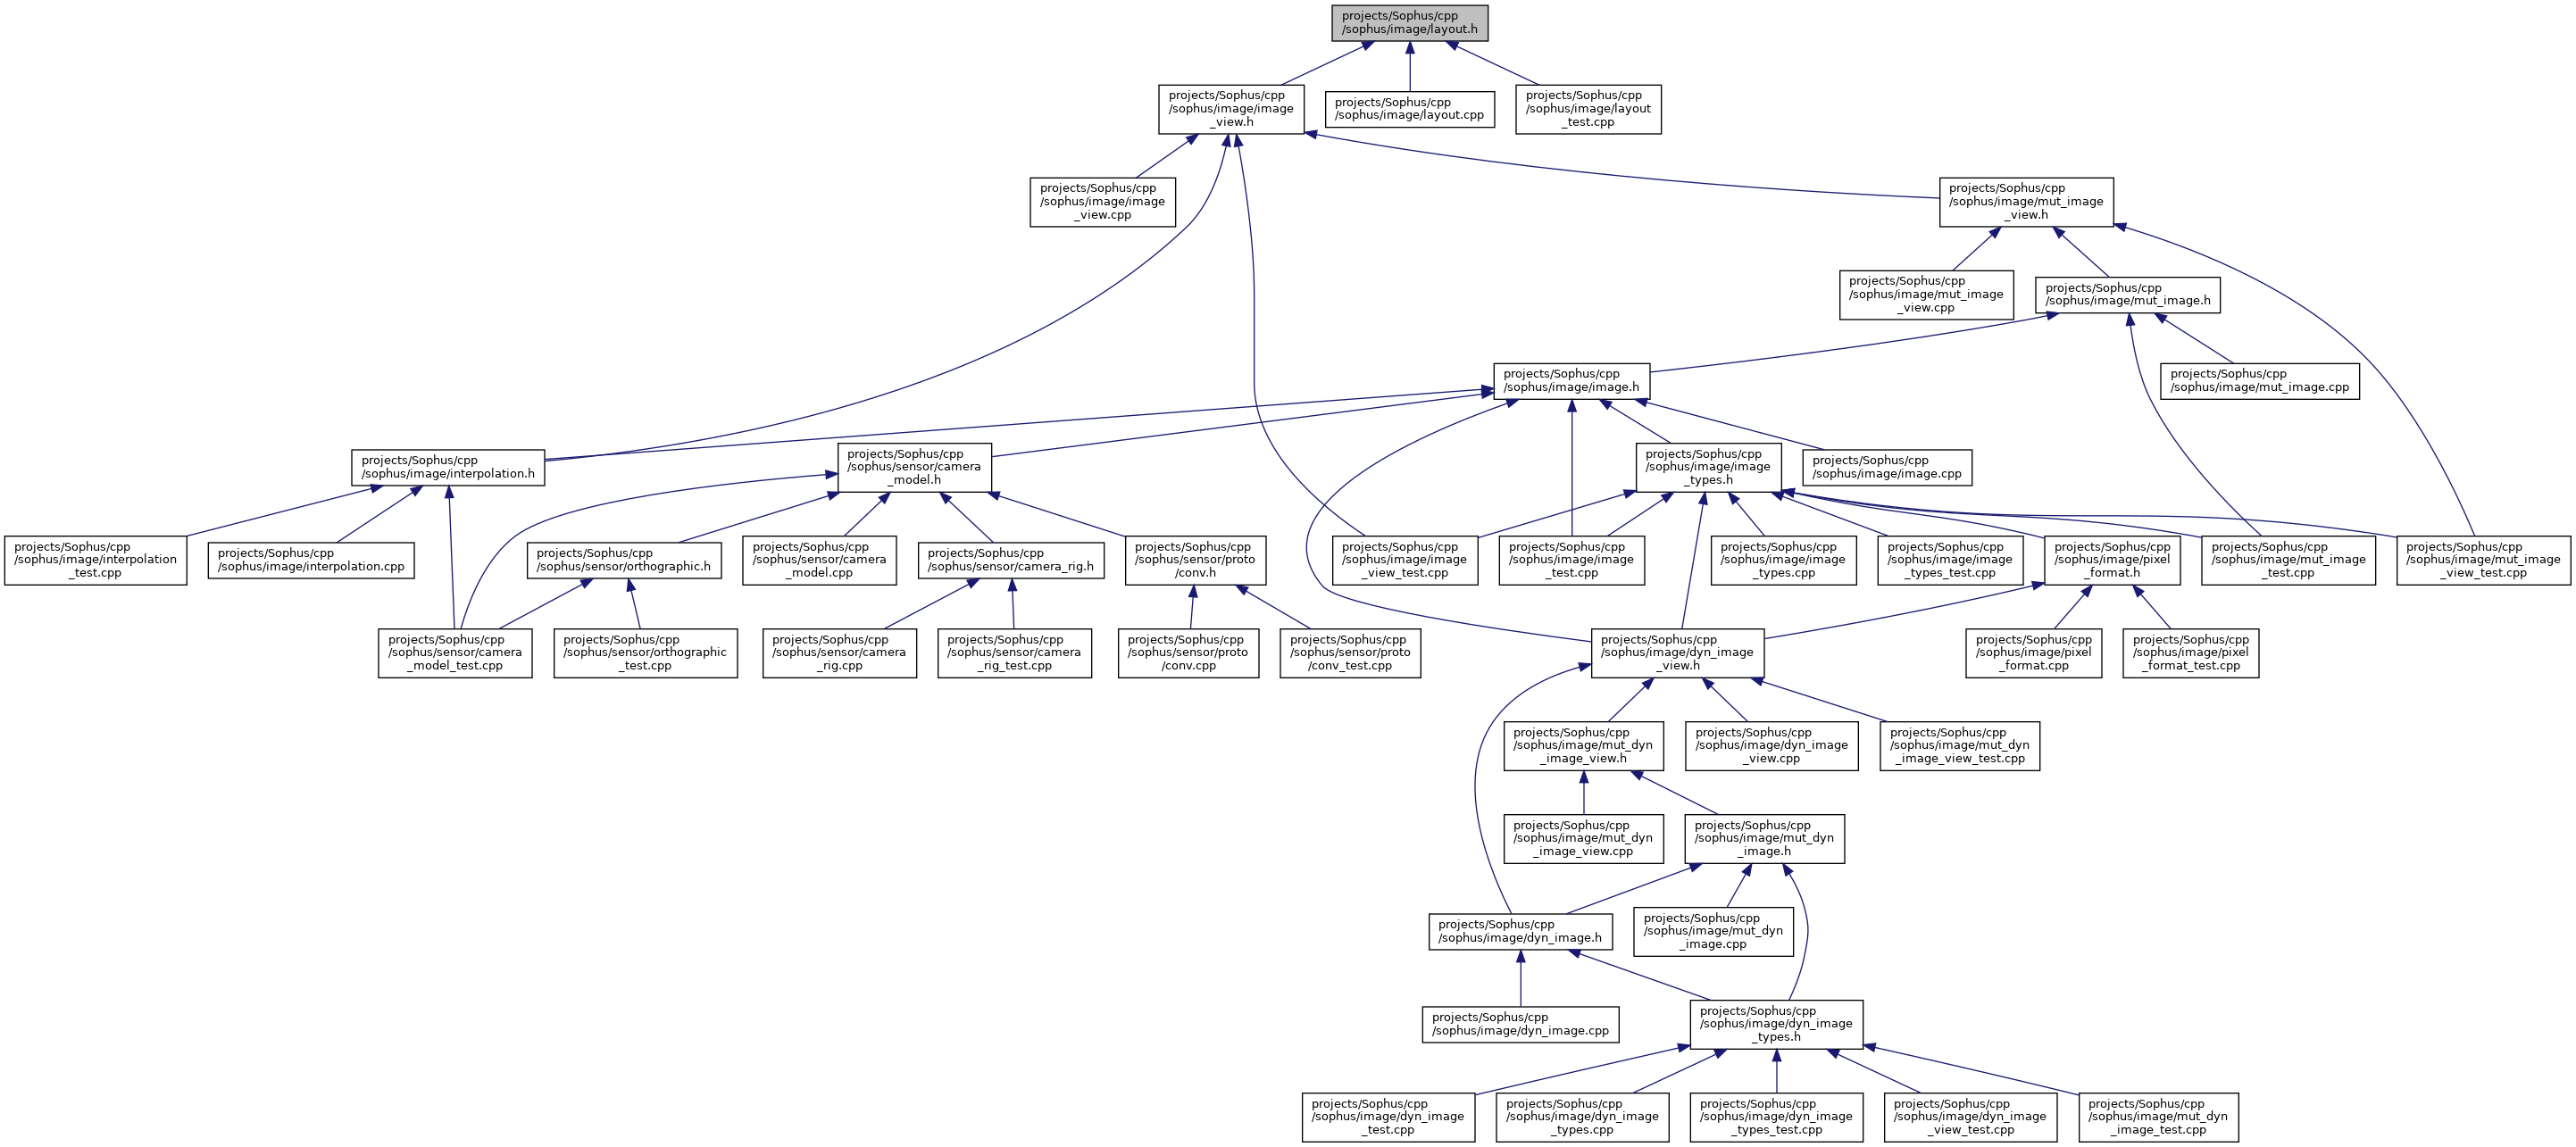 projects/Sophus/cpp
/sophus/image/layout.h
projects/Sophus/cpp
/sophus/image/image
_view.h
projects/Sophus/cpp
/sophus/image/layout.cpp
projects/Sophus/cpp
/sophus/image/layout
_test.cpp
projects/Sophus/cpp
/sophus/image/image
_view.cpp
projects/Sophus/cpp
/sophus/image/mut_image
_view.h
projects/Sophus/cpp
/sophus/image/mut_image
_view.cpp
projects/Sophus/cpp
/sophus/image/mut_image.h
projects/Sophus/cpp
/sophus/image/image.h
projects/Sophus/cpp
/sophus/image/mut_image.cpp
projects/Sophus/cpp
/sophus/image/interpolation.h
projects/Sophus/cpp
/sophus/sensor/camera
_model.h
projects/Sophus/cpp
/sophus/image/image
_types.h
projects/Sophus/cpp
/sophus/image/image.cpp
projects/Sophus/cpp
/sophus/image/interpolation
_test.cpp
projects/Sophus/cpp
/sophus/image/interpolation.cpp
projects/Sophus/cpp
/sophus/sensor/orthographic.h
projects/Sophus/cpp
/sophus/sensor/camera
_model.cpp
projects/Sophus/cpp
/sophus/sensor/camera_rig.h
projects/Sophus/cpp
/sophus/sensor/proto
/conv.h
projects/Sophus/cpp
/sophus/image/image
_view_test.cpp
projects/Sophus/cpp
/sophus/image/image
_test.cpp
projects/Sophus/cpp
/sophus/image/image
_types.cpp
projects/Sophus/cpp
/sophus/image/image
_types_test.cpp
projects/Sophus/cpp
/sophus/image/pixel
_format.h
projects/Sophus/cpp
/sophus/image/mut_image
_test.cpp
projects/Sophus/cpp
/sophus/image/mut_image
_view_test.cpp
projects/Sophus/cpp
/sophus/sensor/camera
_model_test.cpp
projects/Sophus/cpp
/sophus/sensor/orthographic
_test.cpp
projects/Sophus/cpp
/sophus/sensor/camera
_rig.cpp
projects/Sophus/cpp
/sophus/sensor/camera
_rig_test.cpp
projects/Sophus/cpp
/sophus/sensor/proto
/conv.cpp
projects/Sophus/cpp
/sophus/sensor/proto
/conv_test.cpp
projects/Sophus/cpp
/sophus/image/dyn_image
_view.h
projects/Sophus/cpp
/sophus/image/pixel
_format.cpp
projects/Sophus/cpp
/sophus/image/pixel
_format_test.cpp
projects/Sophus/cpp
/sophus/image/mut_dyn
_image_view.h
projects/Sophus/cpp
/sophus/image/dyn_image
_view.cpp
projects/Sophus/cpp
/sophus/image/mut_dyn
_image_view_test.cpp
projects/Sophus/cpp
/sophus/image/mut_dyn
_image_view.cpp
projects/Sophus/cpp
/sophus/image/mut_dyn
_image.h
projects/Sophus/cpp
/sophus/image/dyn_image.h
projects/Sophus/cpp
/sophus/image/mut_dyn
_image.cpp
projects/Sophus/cpp
/sophus/image/dyn_image.cpp
projects/Sophus/cpp
/sophus/image/dyn_image
_types.h
projects/Sophus/cpp
/sophus/image/dyn_image
_test.cpp
projects/Sophus/cpp
/sophus/image/dyn_image
_types.cpp
projects/Sophus/cpp
/sophus/image/dyn_image
_types_test.cpp
projects/Sophus/cpp
/sophus/image/dyn_image
_view_test.cpp
projects/Sophus/cpp
/sophus/image/mut_dyn
_image_test.cpp